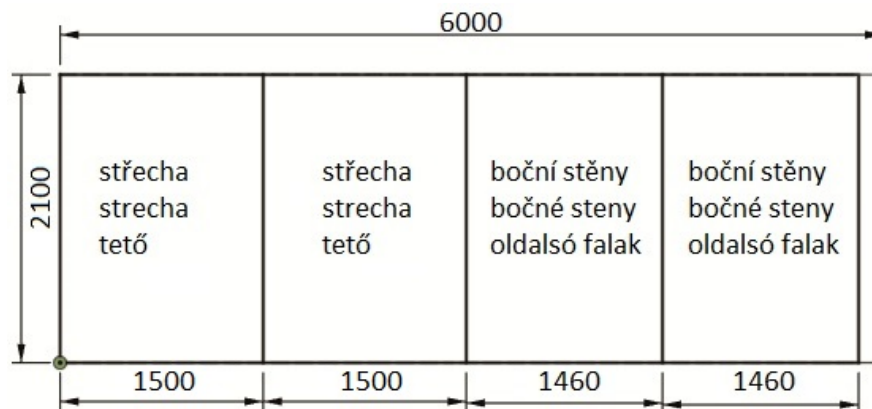 6000
2100
střecha
strecha
tető
střecha
strecha
tető
boční stěny
bočné steny
oldalsó falak
boční stěny
bočné steny
oldalsó falak
1500
1500
1460
1460